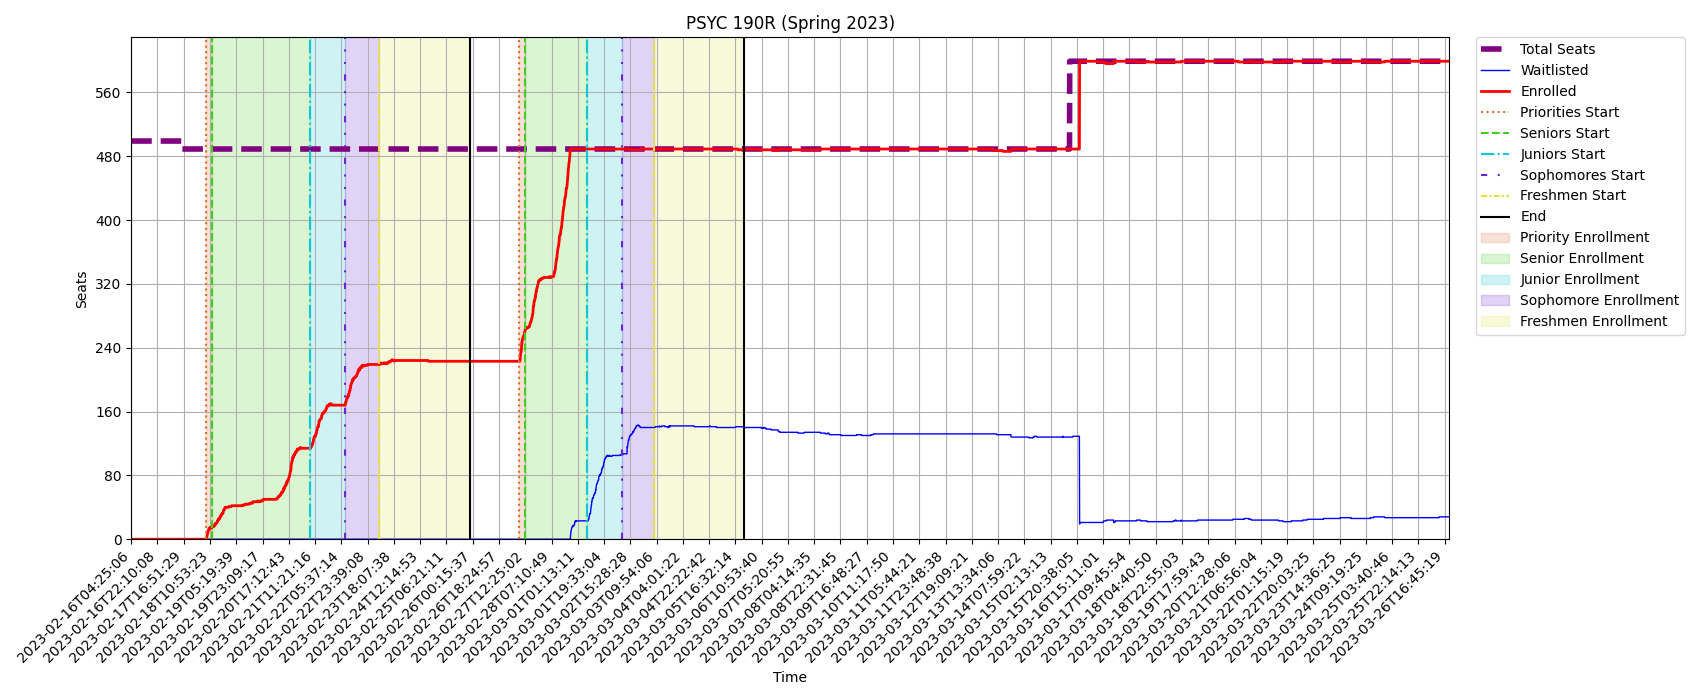 PSYC 190R (Spring 2023)
Seats
560
480
400
320
240
160
80
0
2023-02-16T04:25:06
2023-02-16T22:10:08
2023-02-17T16:51:29
2023-02-18T10:53:23
2023-02-19T05:19:39
2023-02-19T23:09:17
2023-02-20T17:12:43
2023-02-21T11:21:16
2023-02-22T05:37:14
2023-02-22T23:39:08
2023-02-23T18:07:38
2023-02-24T12:14:53
2023-02-25T06:21:11
2023-02-26T00:15:37
2023-02-26T18:24:57
2023-02-27T12:25:02
2023-02-28T07:10:49
2023-03-01T01:13:11
2023-03-01T19:33:04
2023-03-02T15:28:28
2023-03-03T09:54:06
2023-03-04T04:01:22
2023-03-04T22:22:42
2023-03-05T16:32:14
2023-03-06T10:53:40
2023-03-07T05:20:55
2023-03-08T04:14:35
2023-03-08T22:31:45
2023-03-09T16:48:27
2023-03-10T11:17:50
2023-03-11T05:44:21
2023-03-11T23:48:38
2023-03-12T19:09:21
2023-03-13T13:34:06
2023-03-14T07:59:22
2023-03-15T02:13:13
2023-03-15T20:38:05
2023-03-16T15:11:01
2023-03-17T09:45:54
2023-03-18T04:40:50
2023-03-18T22:55:03
2023-03-19T17:59:43
2023-03-20T12:28:06
2023-03-21T06:56:04
2023-03-22T01:15:19
2023-03-22T20:03:25
2023-03-23T14:36:25
2023-03-24T09:19:25
2023-03-25T03:40:46
2023-03-25T22:14:13
2023-03-26T16:45:19
Time
Total Seats
Waitlisted
Enrolled
Priorities Start
Seniors Start
Juniors Start
Sophomores Start
Freshmen Start
End
Priority Enrollment
Senior Enrollment
Junior Enrollment
Sophomore Enrollment
Freshmen Enrollment